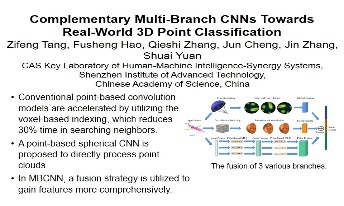 Complementary Multi-Branch CNNs Towards
Real-World 3D Point Classification
Zifeng Tang, Fusheng Hao, Qieshi Zhang, Jun Cheng, Jin Zhang,
Shuai Yuan
CAS Key Laboratory of Human-Machine Intelligence-Synergy Systems,
Shenzhen Institute of Advanced Technology,
Chinese Academy of Science, China
• Conventional point-based convolution
models are accelerated by utilizing the
voxel-based indexing, which reduces
30% time in searching neighbors.
• A point-based spherical CNN is
proposed to directly process point
clouds
• In MBCNN, a fusion strategy is utilized to
gain features more comprehensively.
The fusion of 3 various branches.